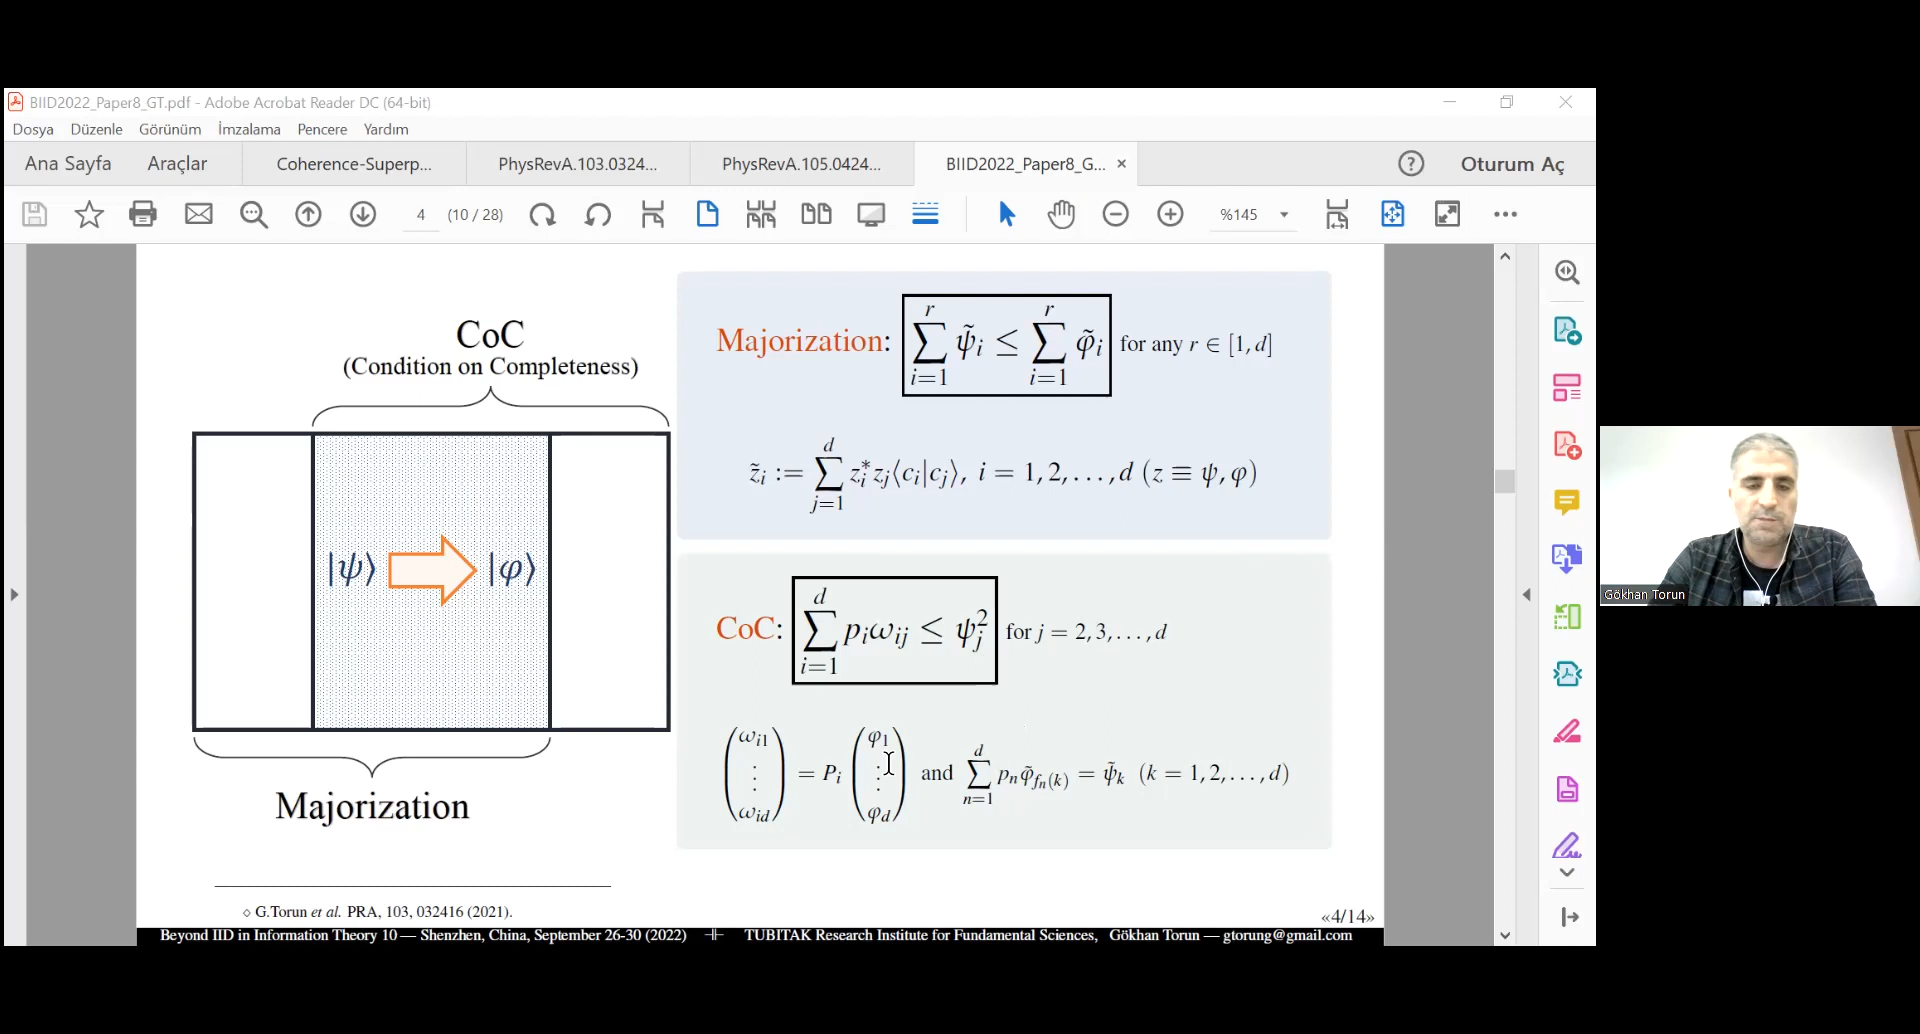 BIID2022_Paper8_GT.pdf - Adobe Acrobat Reader DC (64-bit)
Dosya Düzenle Görünüm İmzalama Pencere Yardım
Ana Sayfa Araçlar Coherence-Superp... PhysRevA.103.0324... PhysRevA.105.0424... BIID2022_Paper8_G... × Oturum Aç
4 (10 / 28) %145
CoC
(Condition on Completeness)
|ψ⟩ |φ⟩
Majorization
Majorization: ∑_{i=1}^{r} ψ̃_i ≤ ∑_{i=1}^{r} φ̃_i for any r ∈ [1, d]
z̃_i := ∑_{j=1}^{d} z_i^* z_j ⟨c_i|c_j⟩, i = 1, 2, . . . , d (z ≡ ψ, φ)
CoC: ∑_{i=1}^{d} p_i ω_{ij} ≤ ψ_j^2 for j = 2, 3, . . . , d
(ω_{i1} ⋮ ω_{id}) = P_i (φ_1 ⋮ φ_d) and ∑_{n=1}^{d} p_n φ̃_{f_n(k)} = ψ̃_k (k = 1, 2, . . . , d)
⋄ G.Torun et al. PRA, 103, 032416 (2021).
«4/14»
Beyond IID in Information Theory 10 — Shenzhen, China, September 26-30 (2022) ⊣⊢ TUBITAK Research Institute for Fundamental Sciences, Gökhan Torun — gtorung@gmail.com
Gökhan Torun